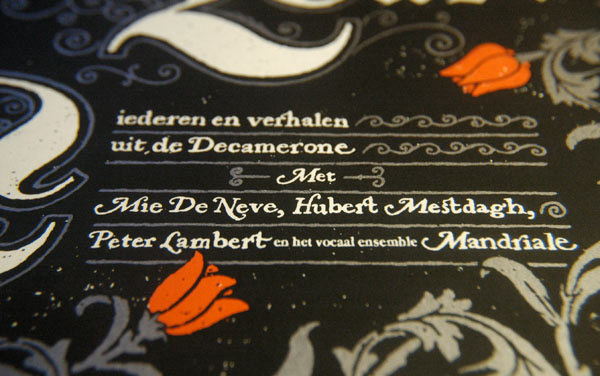 iederen en verhalen
uit de Decamerone
Met
Mie De Neve, Hubert Mestdagh,
Peter Lambert en het vocaal ensemble Mandriale